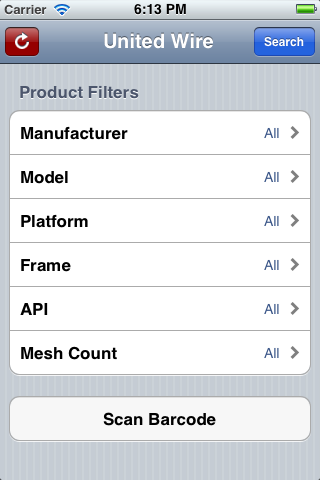 Carrier 6:13 PM
United Wire Search
Product Filters
Manufacturer All
Model All
Platform All
Frame All
API All
Mesh Count All
Scan Barcode